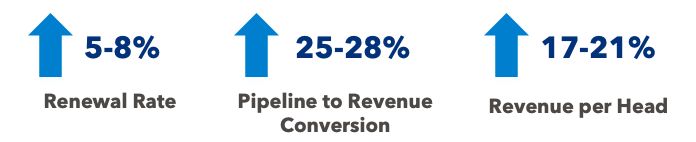 5-8%
Renewal Rate
25-28%
Pipeline to Revenue
Conversion
17-21%
Revenue per Head